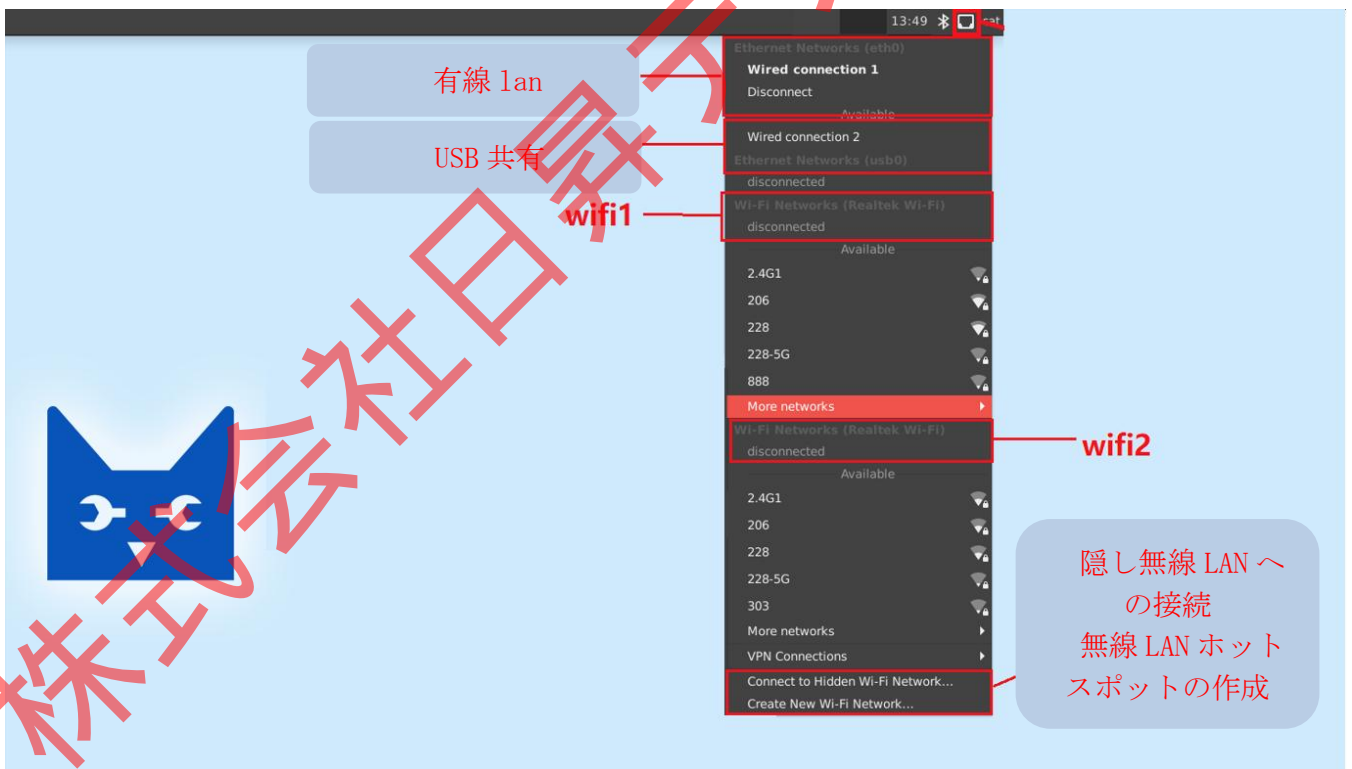 13:49
cat
Ethernet Networks (eth0)
Wired connection 1
Disconnect
Available
Wired connection 2
Ethernet Networks (usb0)
disconnected
Wi-Fi Networks (Realtek Wi-Fi)
disconnected
Available
2.4G1
206
228
228-5G
888
More networks
Wi-Fi Networks (Realtek Wi-Fi)
disconnected
Available
2.4G1
206
228
228-5G
303
More networks
VPN Connections
Connect to Hidden Wi-Fi Network...
Create New Wi-Fi Network...
有線 lan
USB 共有
wifi1
wifi2
隠し無線 LAN へ
の接続
無線 LAN ホット
スポットの作成
株式会社日昇テ